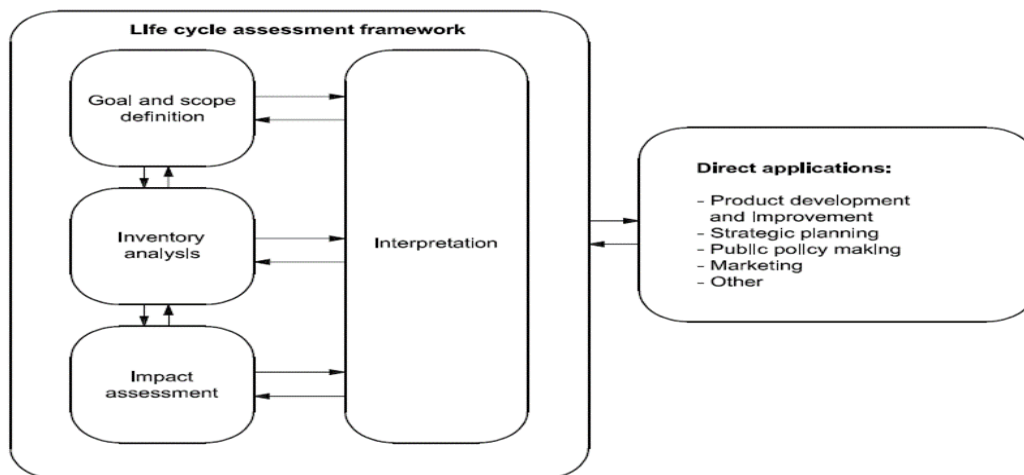 Life cycle assessment framework
Goal and scope
definition
Inventory
analysis
Impact
assessment
Interpretation
Direct applications:
- Product development
and improvement
- Strategic planning
- Public policy making
- Marketing
- Other